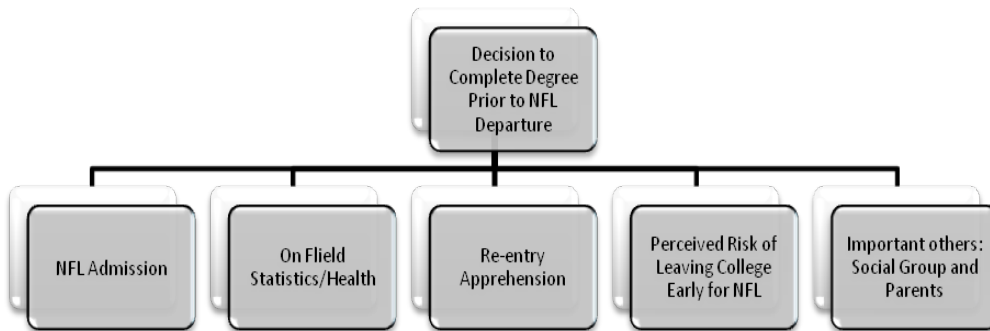 Decision to
Complete Degree
Prior to NFL
Departure
NFL Admission
On Flield
Statistics/Health
Re-entry
Apprehension
Perceived Risk of
Leaving College
Early for NFL
Important others:
Social Group and
Parents